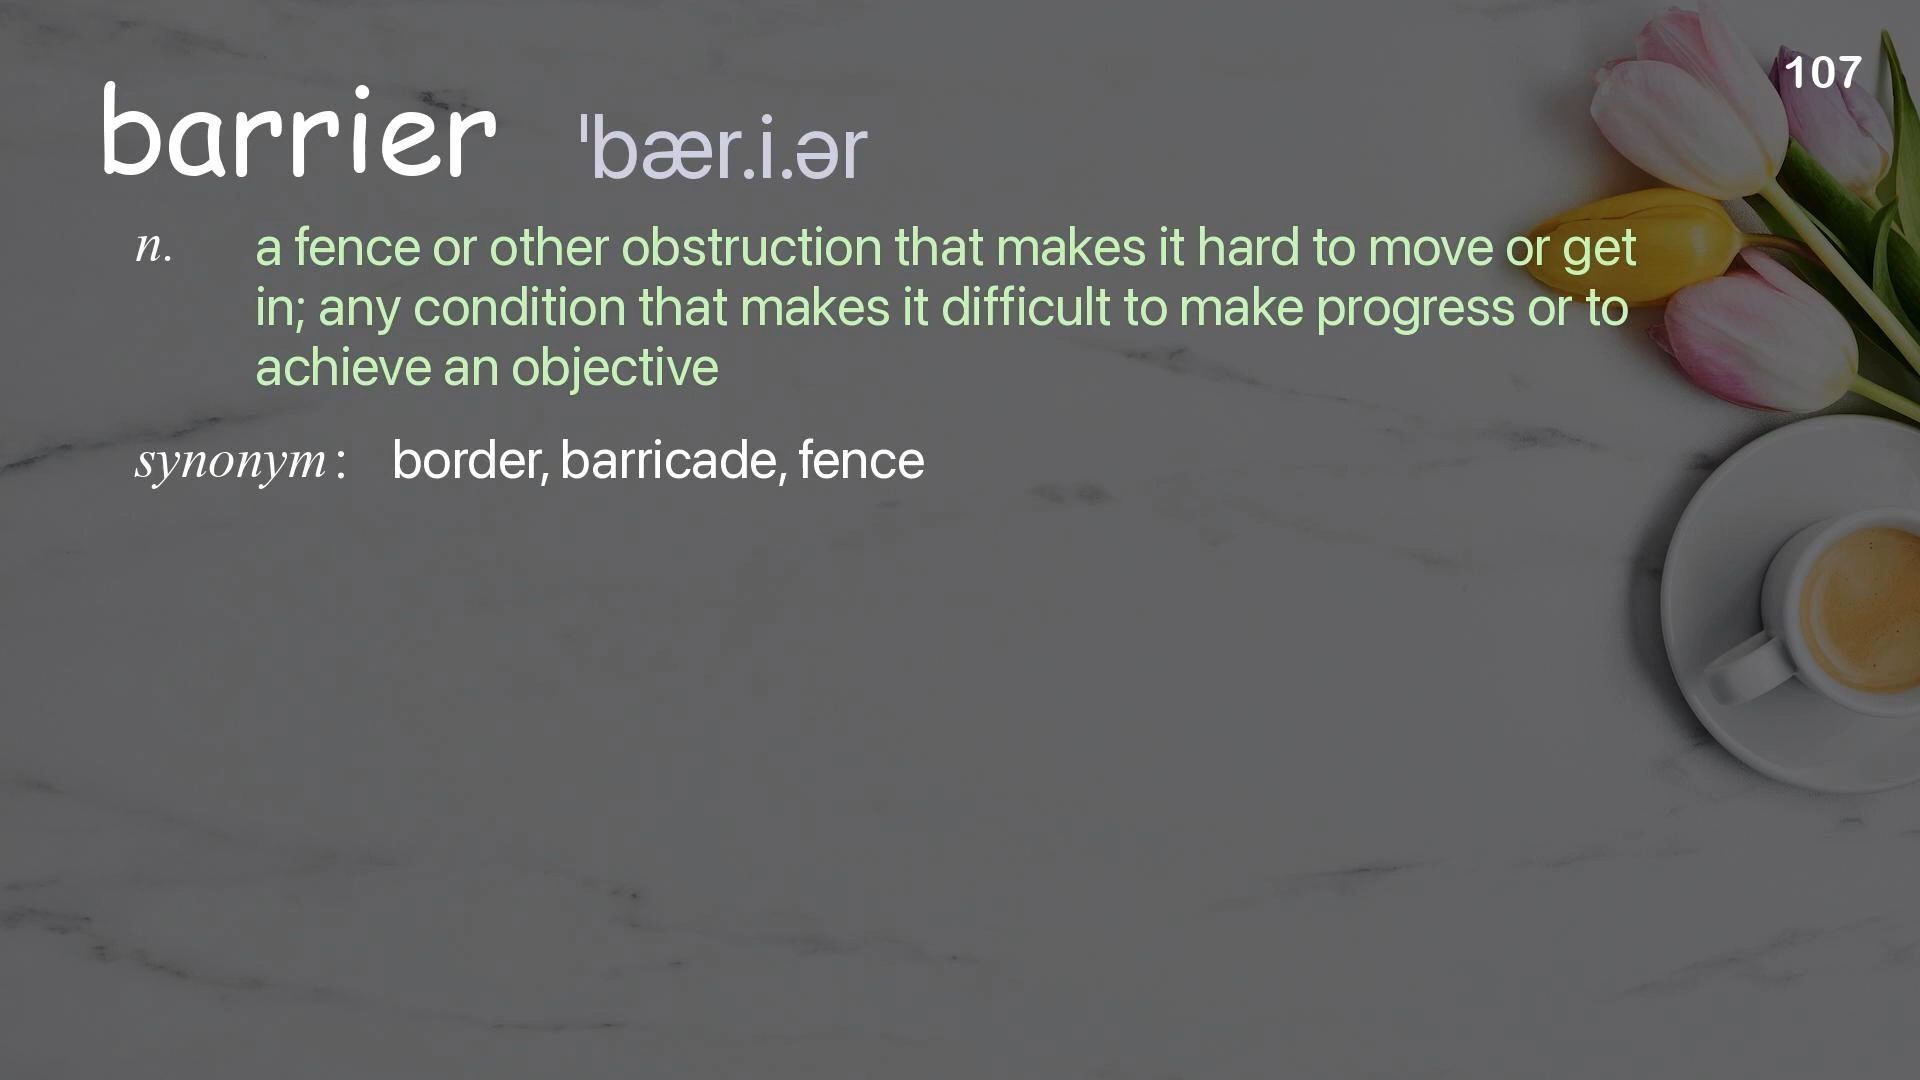 107
barrier ˈbær.i.ər
n. a fence or other obstruction that makes it hard to move or get
in; any condition that makes it difficult to make progress or to
achieve an objective
synonym : border, barricade, fence